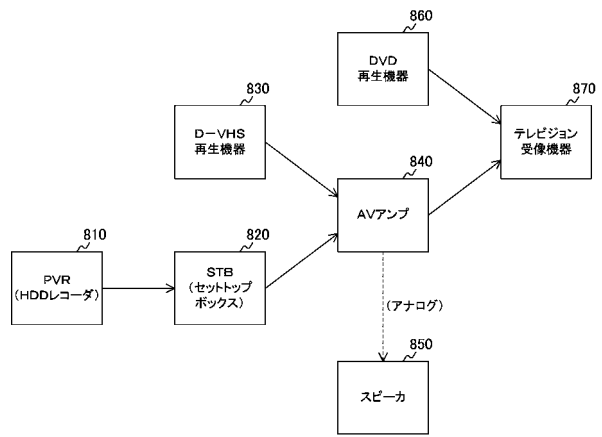 860
DVD
再生機器
870
テレビジョン
受像機器
830
D-VHS
再生機器
840
AVアンプ
810
PVR
(HDDレコーダ)
820
STB
(セットトップ
ボックス)
(アナログ)
850
スピーカ